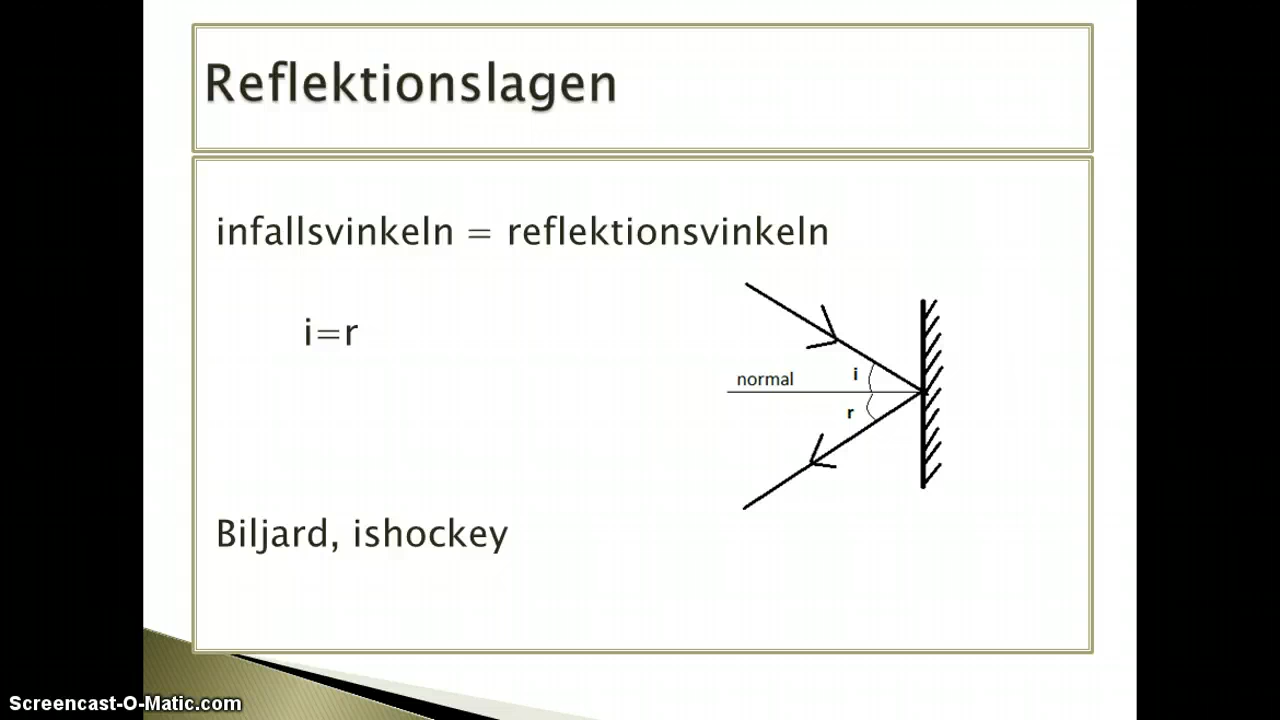 Reflektionslagen
infallsvinkeln = reflektionsvinkeln
i=r
normal
i
r
Biljard, ishockey
Screencast-O-Matic.com